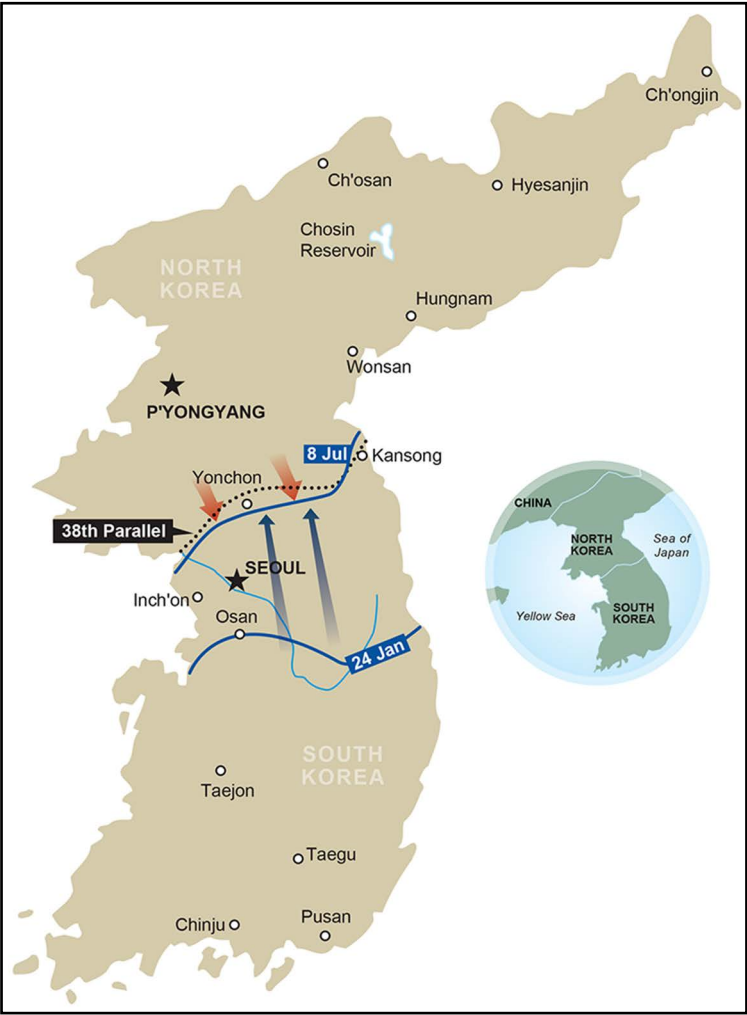 Ch'ongjin
Ch'osan
Hyesanjin
Chosin
Reservoir
NORTH
KOREA
Hungnam
Wonsan
P'YONGYANG
8 Jul
Kansong
Yonchon
38th Parallel
SEOUL
Inch'on
Osan
24 Jan
SOUTH
KOREA
Taejon
Taegu
Chinju
Pusan
CHINA
NORTH
KOREA
Sea of
Japan
Yellow Sea
SOUTH
KOREA